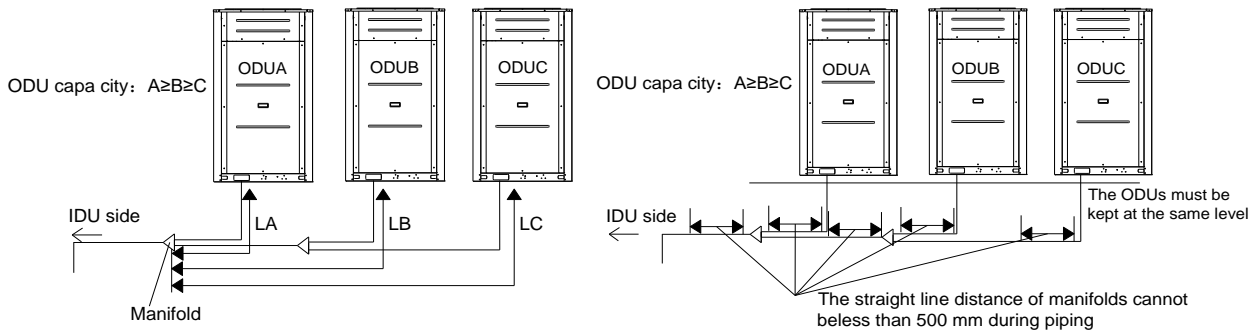 ODUA
ODUB
ODUC
ODU capa city: A≥B≥C
IDU side
LA
LB
LC
Manifold
ODUA
ODUB
ODUC
ODU capa city: A≥B≥C
The ODUs must be
kept at the same level
IDU side
The straight line distance of manifolds cannot
beless than 500 mm during piping